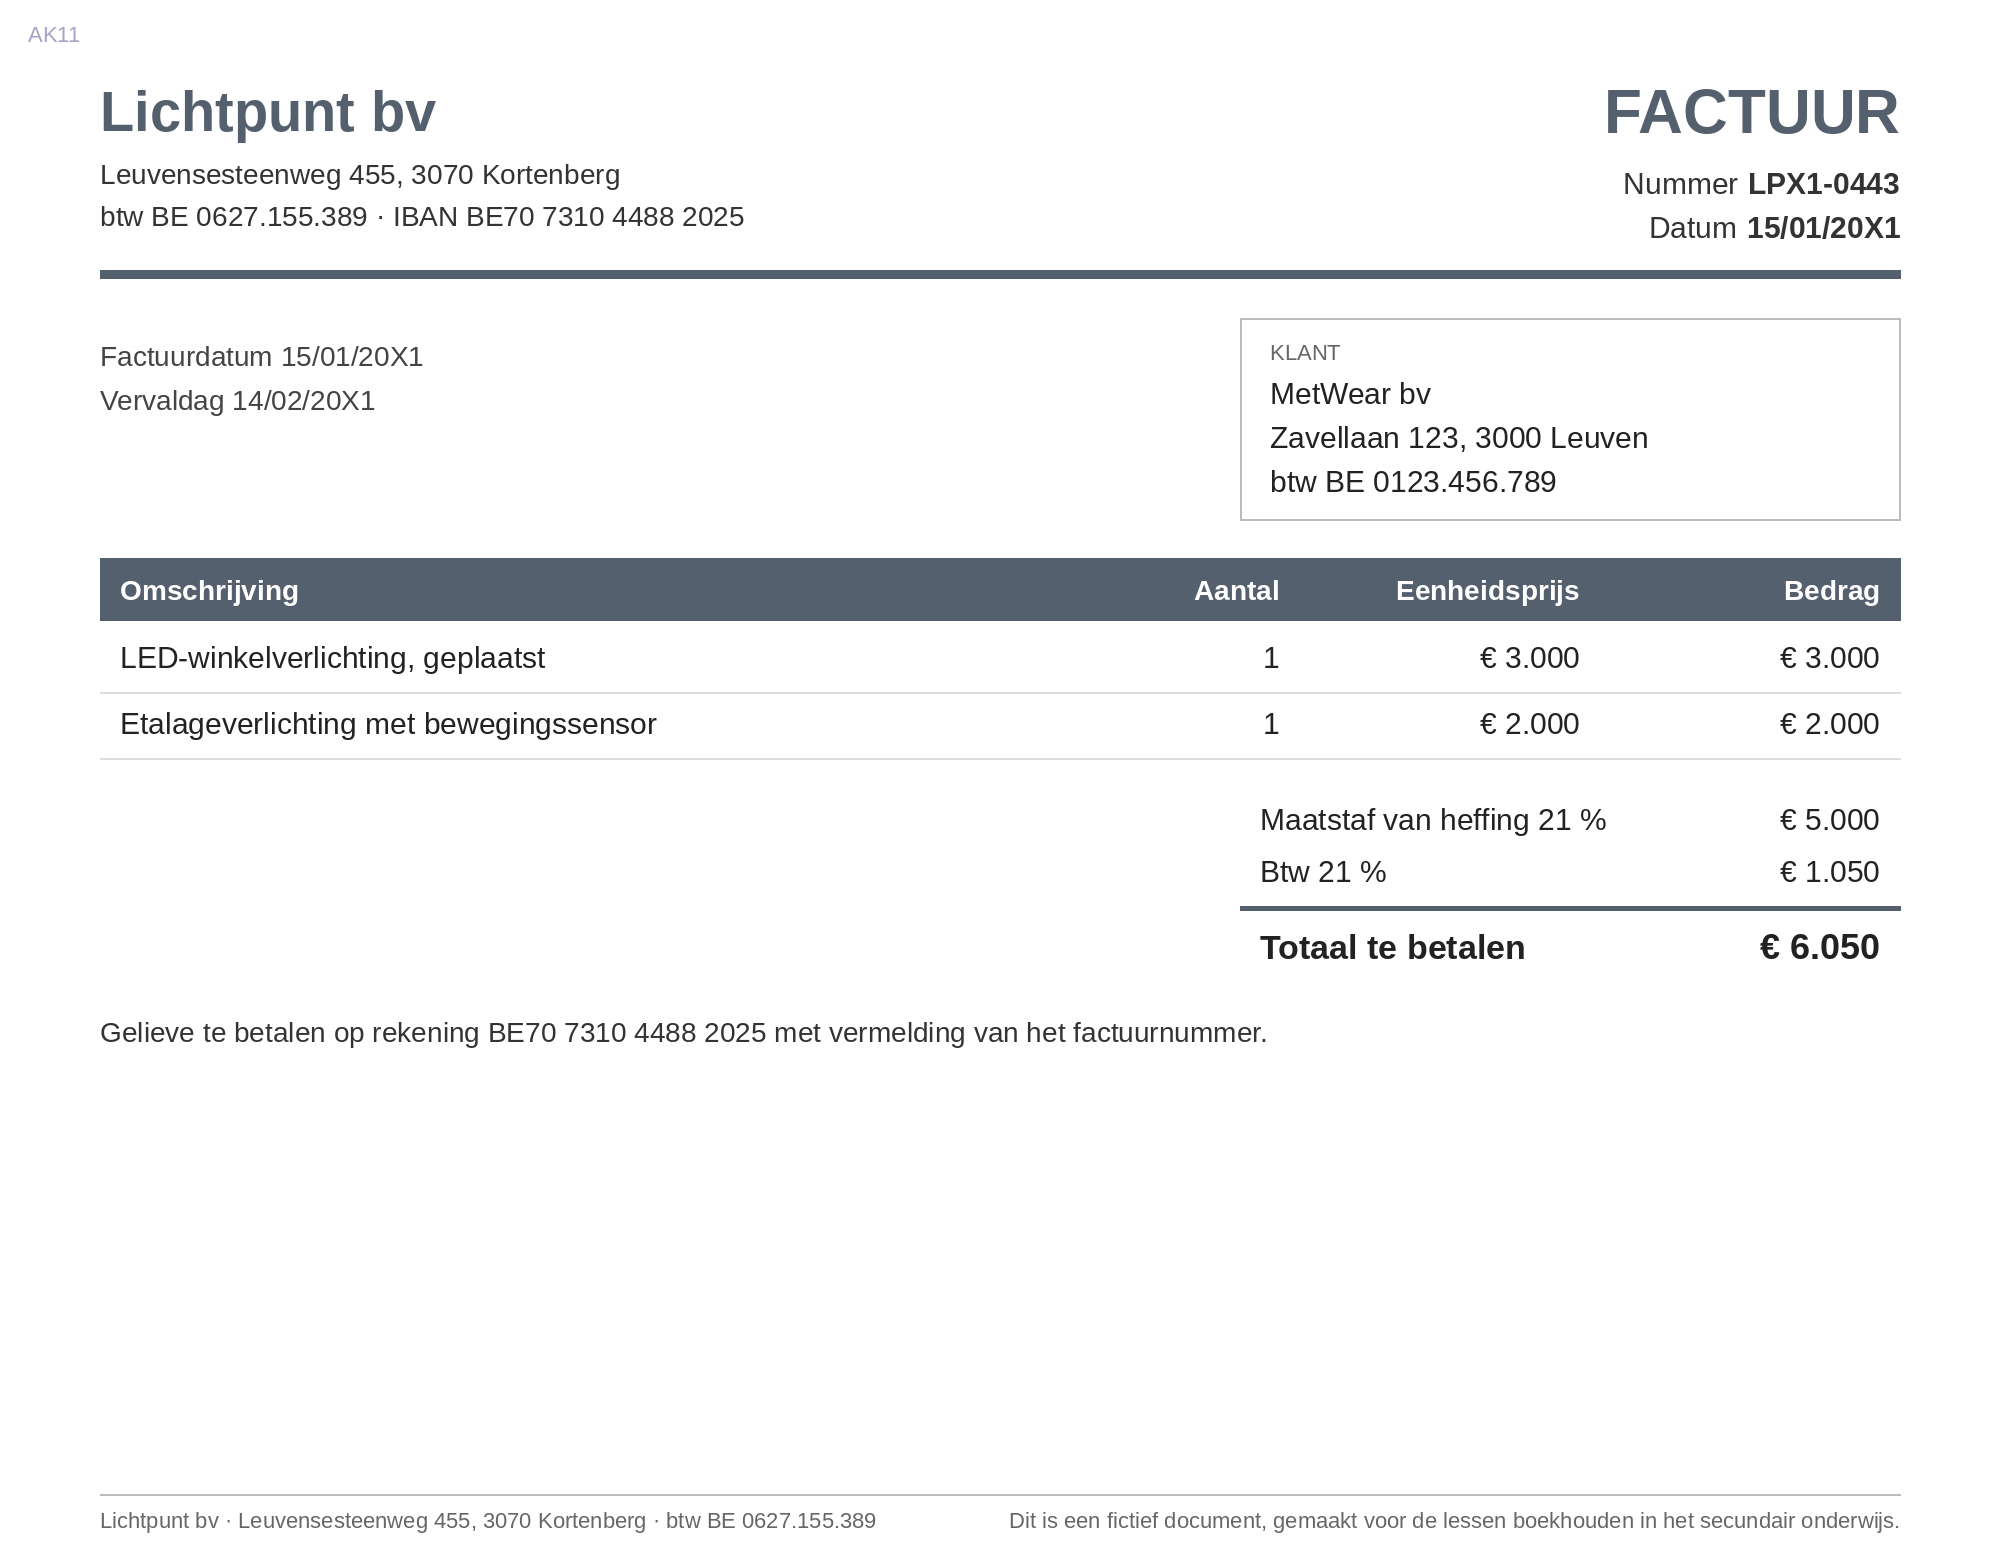 AK11
Lichtpunt bv
Leuvensesteenweg 455, 3070 Kortenberg
btw BE 0627.155.389 · IBAN BE70 7310 4488 2025
FACTUUR
Nummer LPX1-0443
Datum 15/01/20X1
Factuurdatum 15/01/20X1
Vervaldag 14/02/20X1
KLANT
MetWear bv
Zavellaan 123, 3000 Leuven
btw BE 0123.456.789
Omschrijving Aantal Eenheidsprijs Bedrag
LED-winkelverlichting, geplaatst 1 € 3.000 € 3.000
Etalageverlichting met bewegingssensor 1 € 2.000 € 2.000
Maatstaf van heffing 21 % € 5.000
Btw 21 % € 1.050
Totaal te betalen € 6.050
Gelieve te betalen op rekening BE70 7310 4488 2025 met vermelding van het factuurnummer.
Lichtpunt bv · Leuvensesteenweg 455, 3070 Kortenberg · btw BE 0627.155.389
Dit is een fictief document, gemaakt voor de lessen boekhouden in het secundair onderwijs.